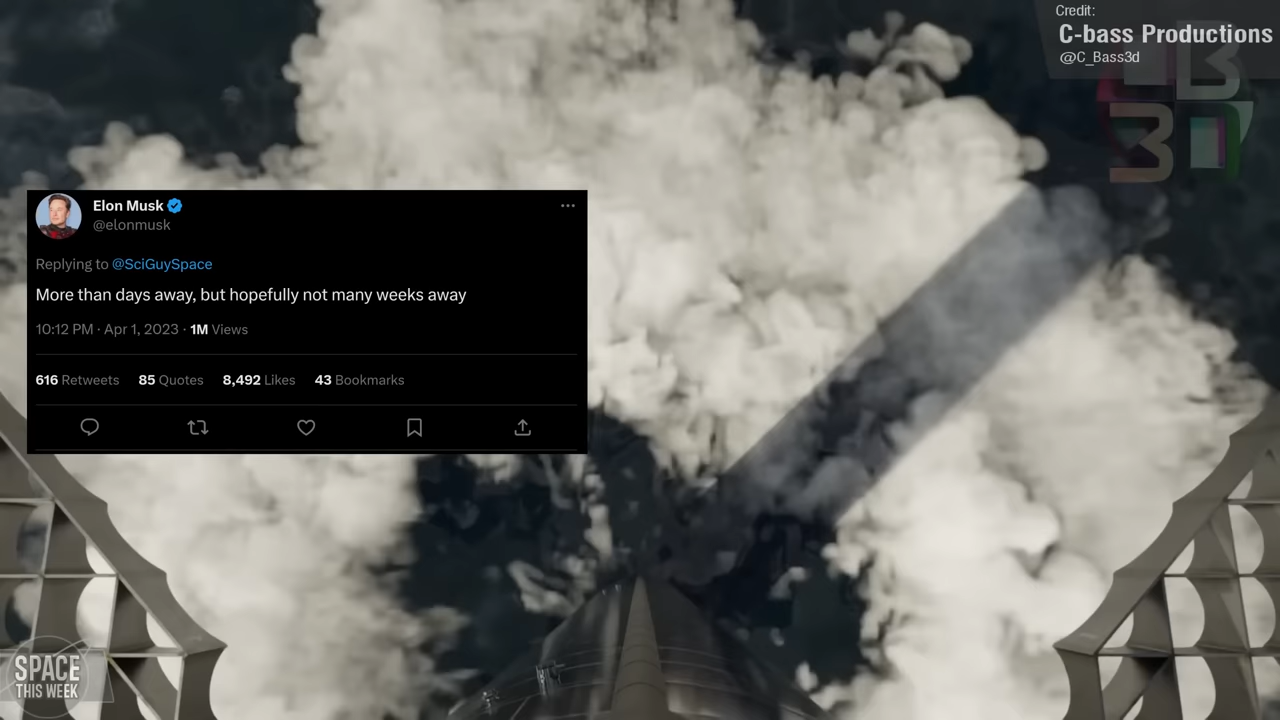 Credit:
C-bass Productions
@C_Bass3d
Elon Musk
@elonmusk
Replying to @SciGuySpace
More than days away, but hopefully not many weeks away
10:12 PM · Apr 1, 2023 · 1M Views
616 Retweets 85 Quotes 8,492 Likes 43 Bookmarks
SPACE
THIS WEEK